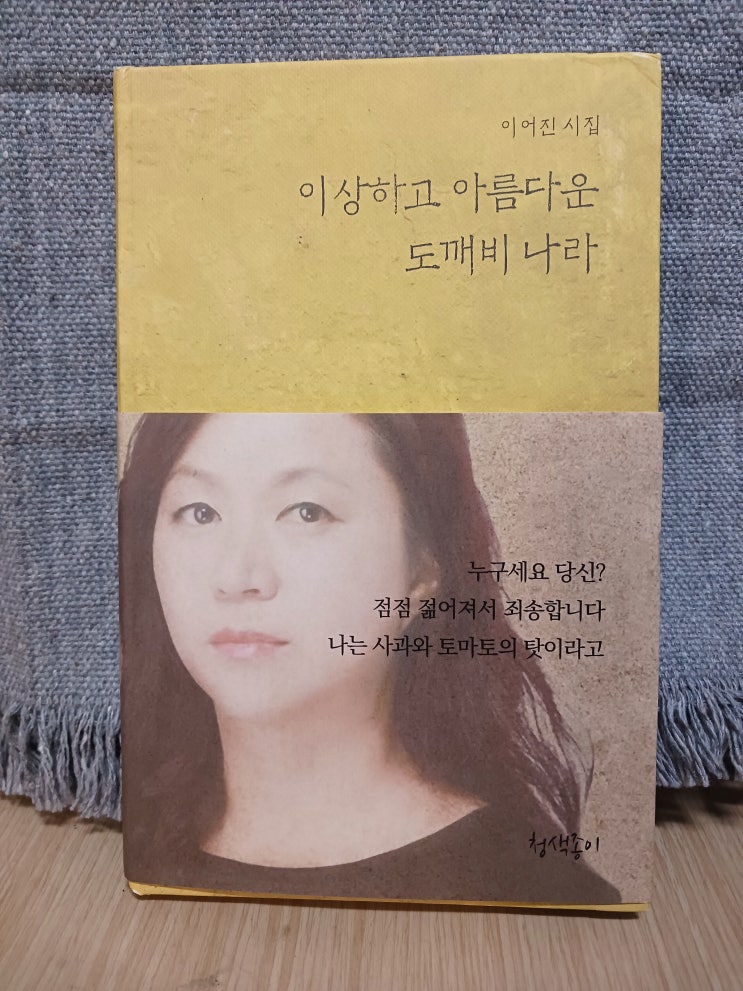 이어진 시집
이상하고 아름다운
도깨비 나라
누구세요 당신?
점점 젊어져서 죄송합니다
나는 사과와 토마토의 탓이라고
청색종이